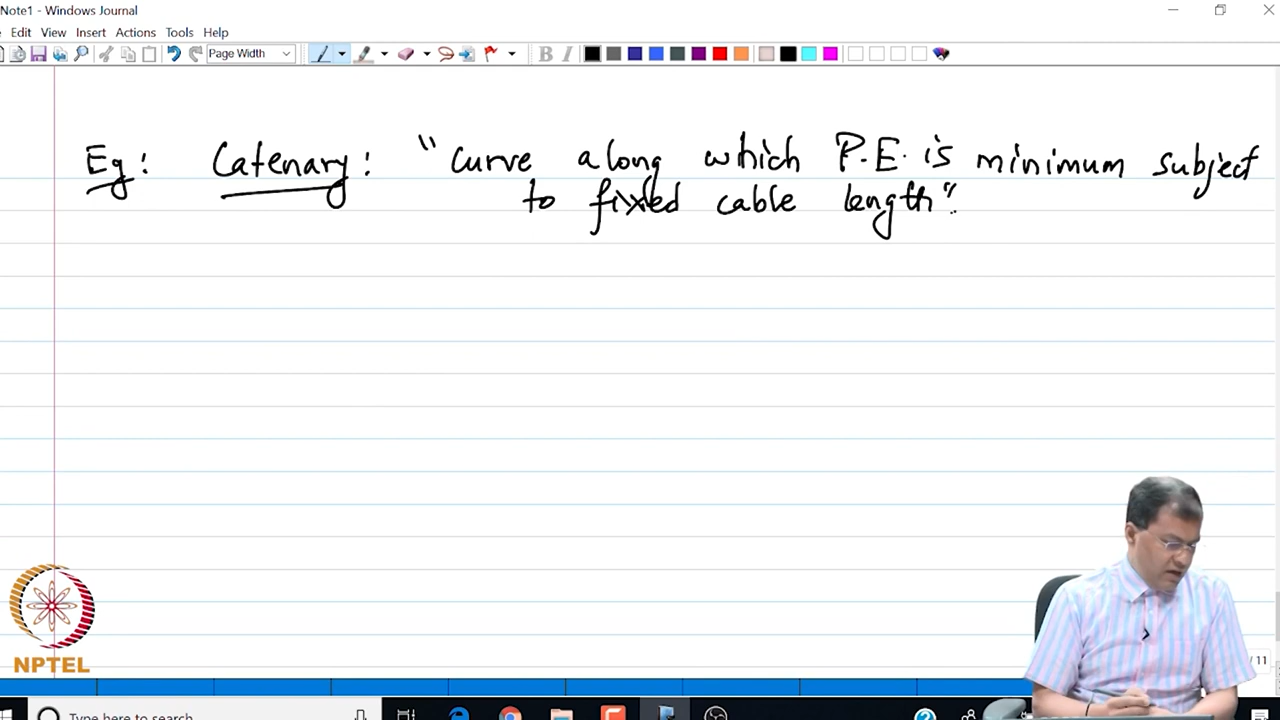 Note1 - Windows Journal
Edit View Insert Actions Tools Help
Page Width B I
Eg: Catenary: "Curve along which P.E. is minimum subject
to fixed cable length".
NPTEL
/ 11
Type here to search